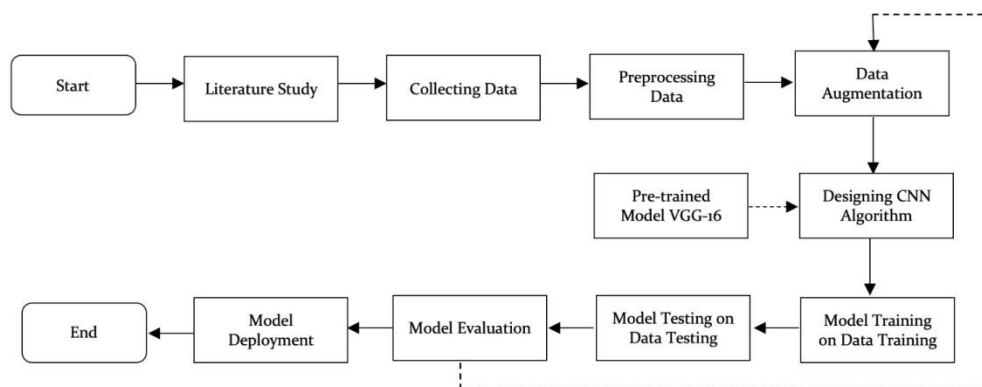 Start
Literature Study
Collecting Data
Preprocessing
Data
Data
Augmentation
Pre-trained
Model VGG-16
Designing CNN
Algorithm
End
Model
Deployment
Model Evaluation
Model Testing on
Data Testing
Model Training
on Data Training